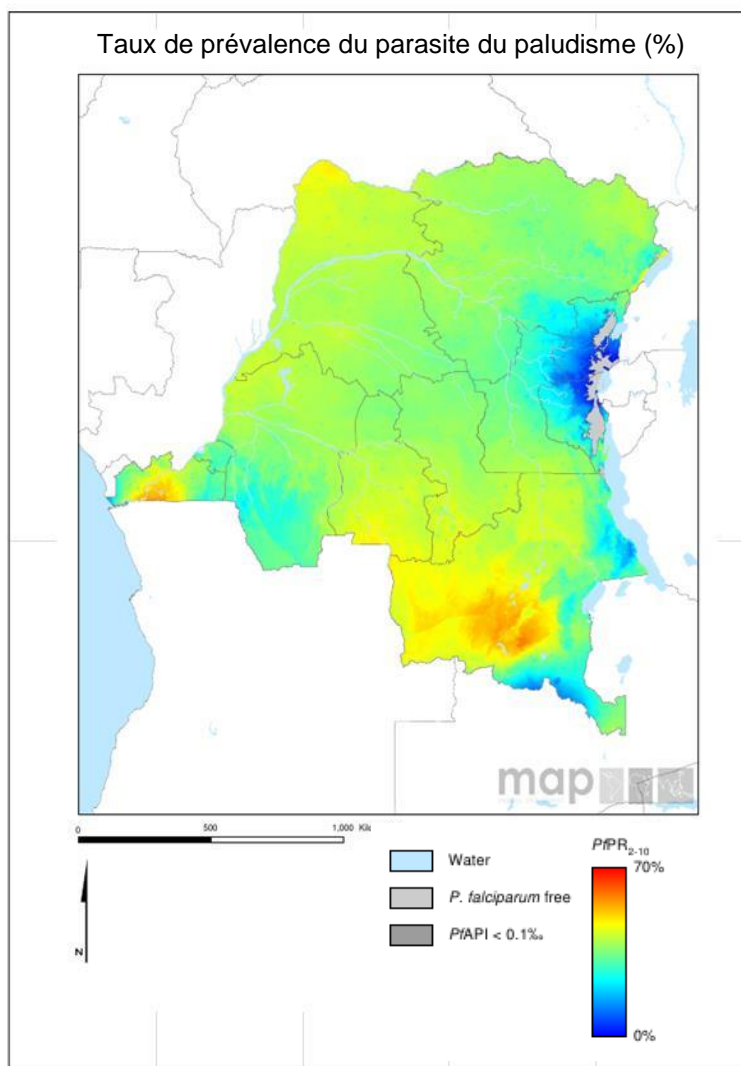 Taux de prévalence du parasite du paludisme (%)
map
0 500 1,000 Kilo
Water
P. falciparum free
PfAPI < 0.1‰
PfPR2-10
70%
0%
N